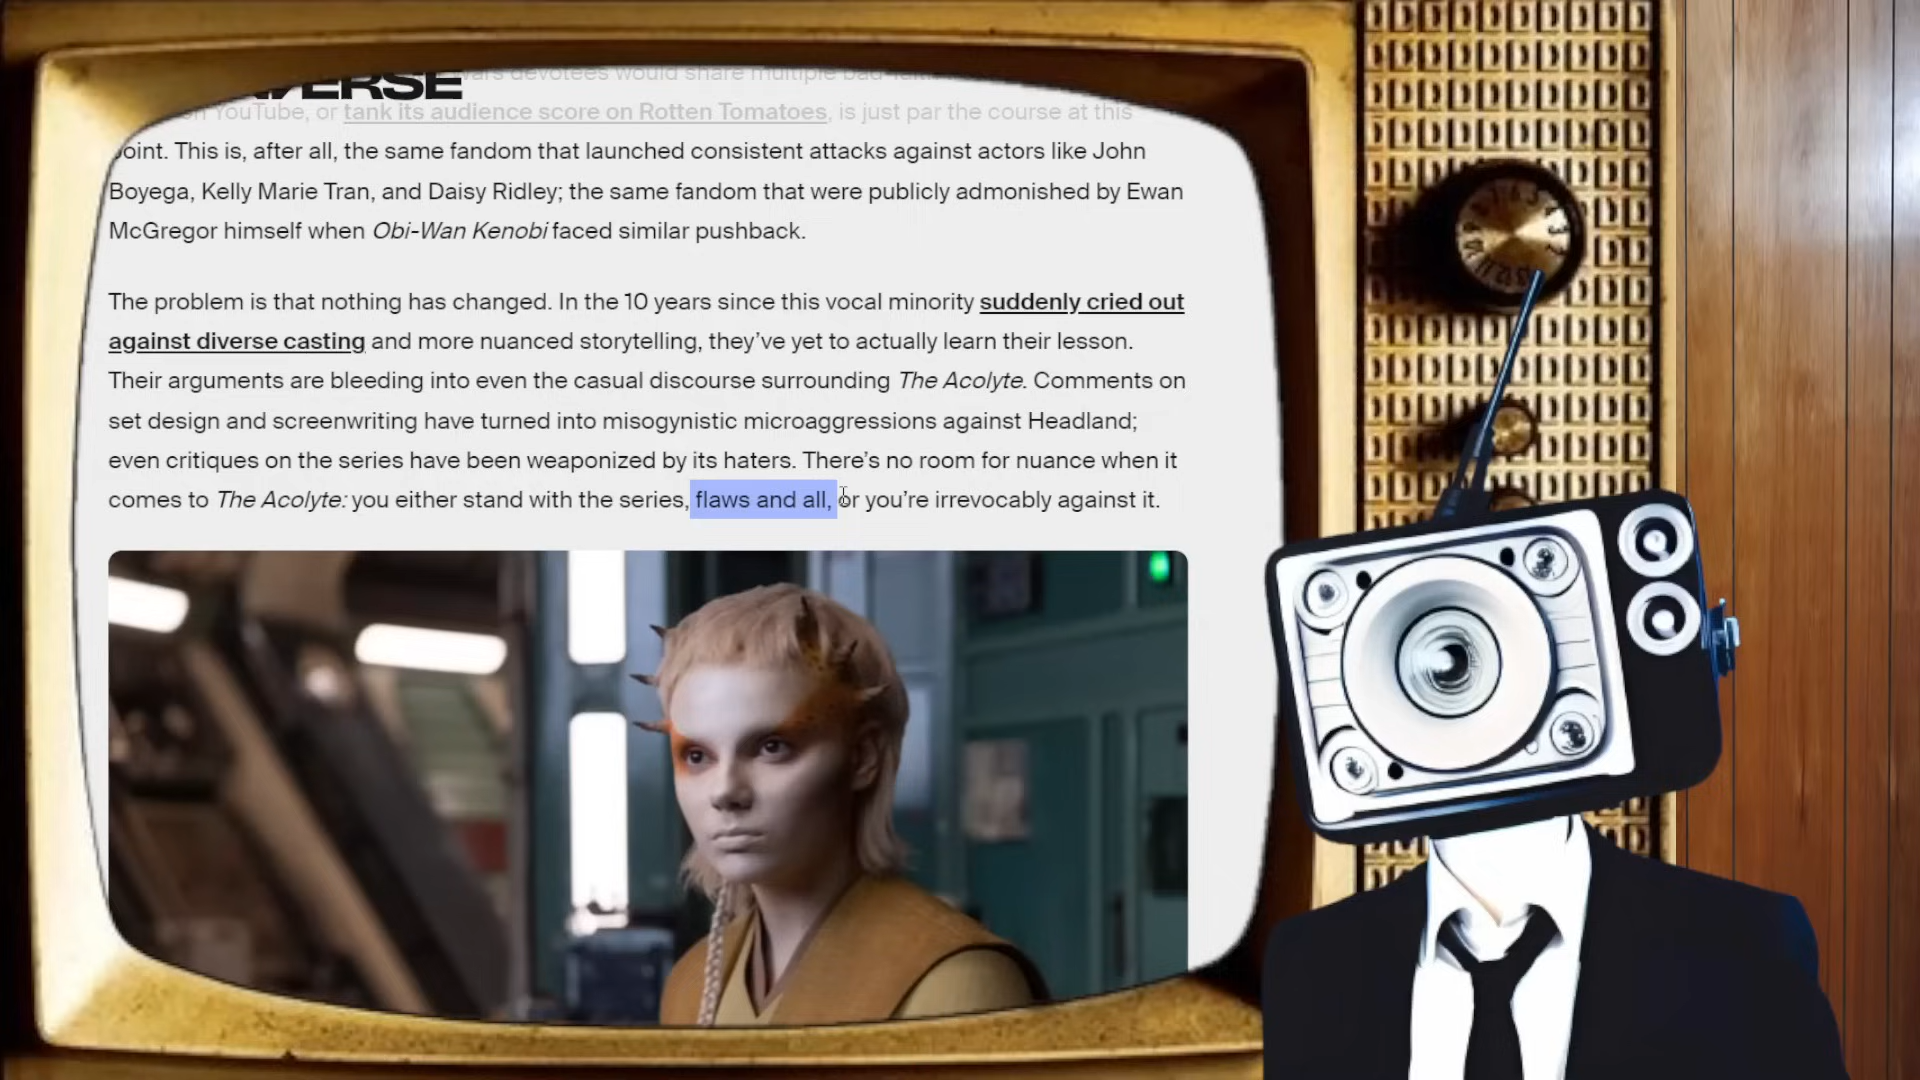 VERSE
devotees would share multiple
YouTube, or tank its audience score on Rotten Tomatoes, is just par the course at this
point. This is, after all, the same fandom that launched consistent attacks against actors like John
Boyega, Kelly Marie Tran, and Daisy Ridley; the same fandom that were publicly admonished by Ewan
McGregor himself when Obi-Wan Kenobi faced similar pushback.
The problem is that nothing has changed. In the 10 years since this vocal minority suddenly cried out
against diverse casting and more nuanced storytelling, they’ve yet to actually learn their lesson.
Their arguments are bleeding into even the casual discourse surrounding The Acolyte. Comments on
set design and screenwriting have turned into misogynistic microaggressions against Headland;
even critiques on the series have been weaponized by its haters. There’s no room for nuance when it
comes to The Acolyte: you either stand with the series, flaws and all, or you’re irrevocably against it.